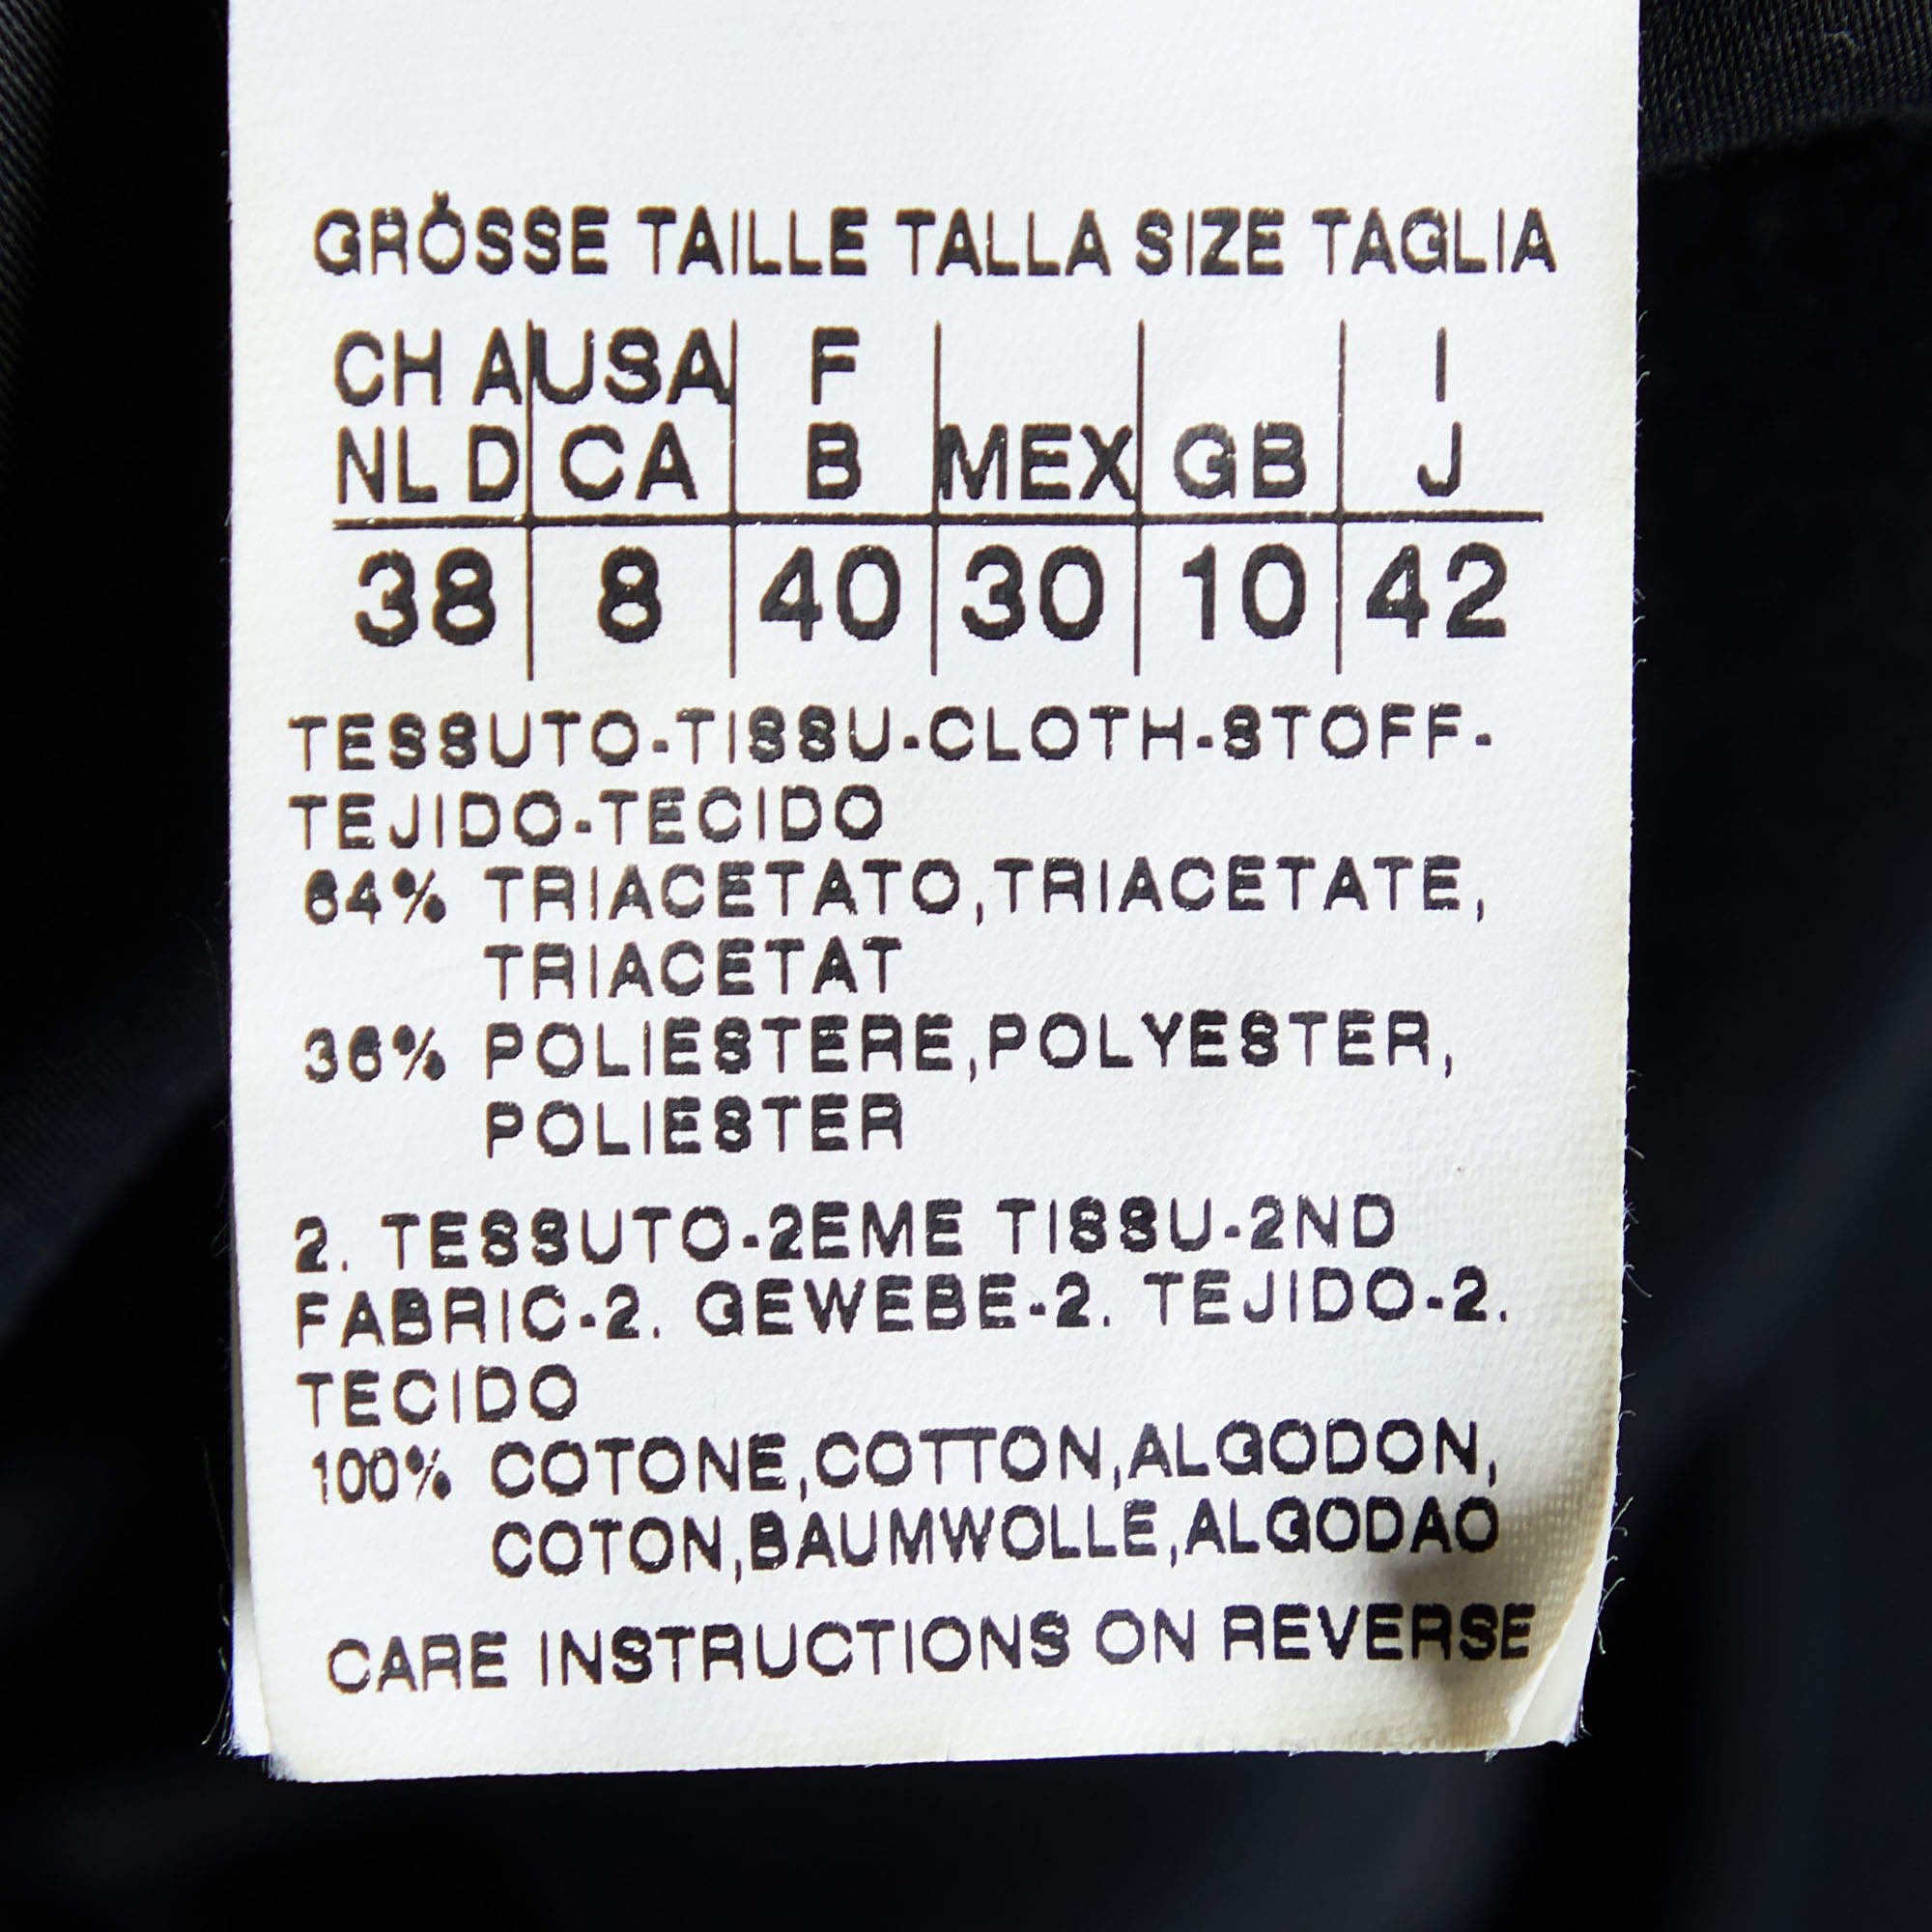 GRÖSSE TAILLE TALLA SIZE TAGLIA
CH A USA F I
NL D CA B MEX GB J
38 8 40 30 10 42
TESSUTO-TISSU-CLOTH-STOFF-
TEJIDO-TECIDO
64% TRIACETATO,TRIACETATE,
TRIACETAT
36% POLIESTERE,POLYESTER,
POLIESTER
2. TESSUTO-2EME TISSU-2ND
FABRIC-2. GEWEBE-2. TEJIDO-2.
TECIDO
100% COTONE,COTTON,ALGODON,
COTON,BAUMWOLLE,ALGODAO
CARE INSTRUCTIONS ON REVERSE